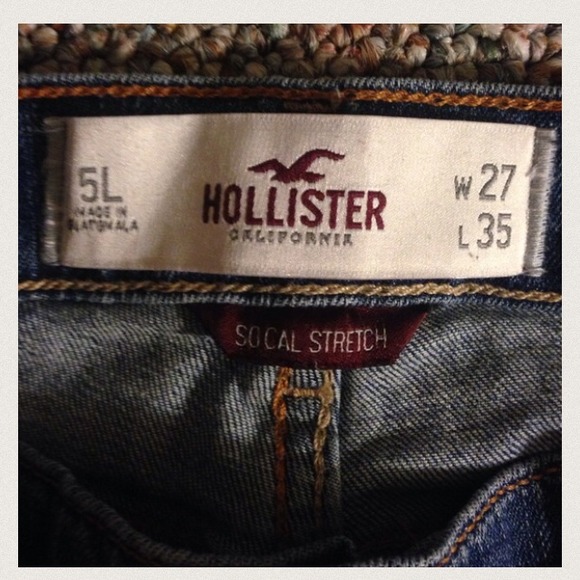 5L
MADE IN
GUATEMALA
HOLLISTER
CALIFORNIA
W 27
L 35
SO CAL STRETCH